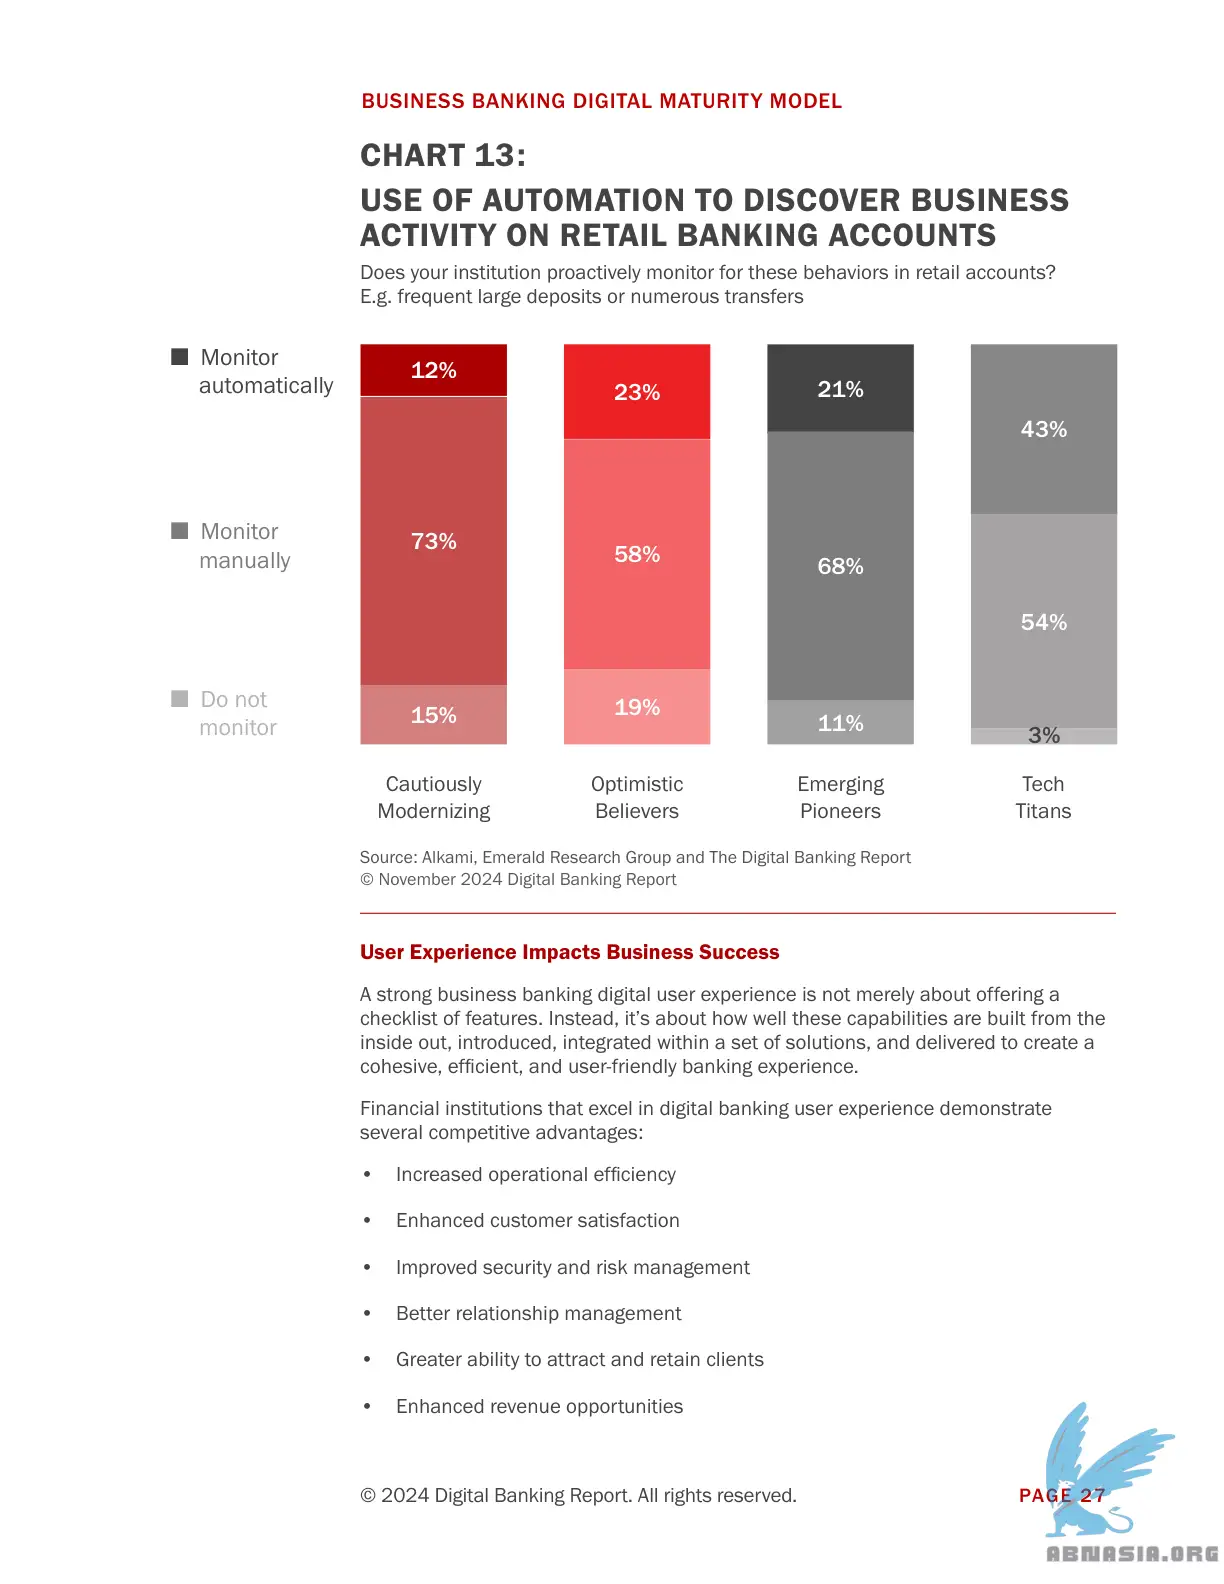 BUSINESS BANKING DIGITAL MATURITY MODEL
CHART 13:
USE OF AUTOMATION TO DISCOVER BUSINESS
ACTIVITY ON RETAIL BANKING ACCOUNTS
Does your institution proactively monitor for these behaviors in retail accounts?
E.g. frequent large deposits or numerous transfers
Monitor
automatically
Monitor
manually
Do not
monitor
12%
73%
15%
23%
58%
19%
21%
68%
11%
43%
54%
3%
Cautiously
Modernizing
Optimistic
Believers
Emerging
Pioneers
Tech
Titans
Source: Alkami, Emerald Research Group and The Digital Banking Report
© November 2024 Digital Banking Report
User Experience Impacts Business Success
A strong business banking digital user experience is not merely about offering a
checklist of features. Instead, it’s about how well these capabilities are built from the
inside out, introduced, integrated within a set of solutions, and delivered to create a
cohesive, efficient, and user-friendly banking experience.
Financial institutions that excel in digital banking user experience demonstrate
several competitive advantages:
• Increased operational efficiency
• Enhanced customer satisfaction
• Improved security and risk management
• Better relationship management
• Greater ability to attract and retain clients
• Enhanced revenue opportunities
© 2024 Digital Banking Report. All rights reserved.
PAGE 27
ABNASIA.ORG